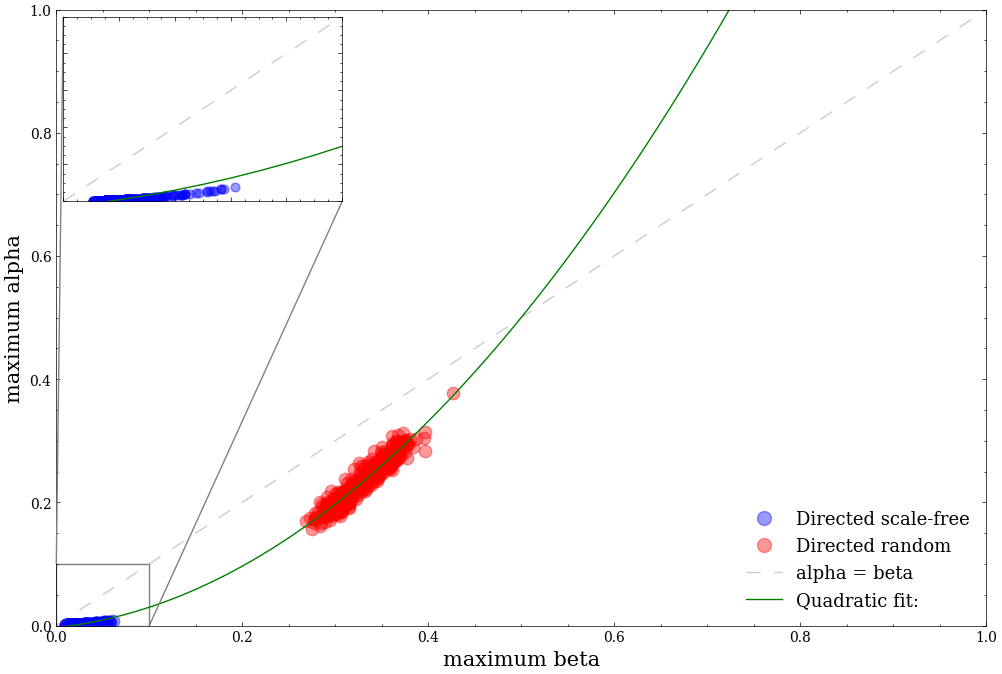 1.0
0.8
0.6
0.4
0.2
0.0
maximum alpha
0.0 0.2 0.4 0.6 0.8 1.0
maximum beta
Directed scale-free
Directed random
alpha = beta
Quadratic fit: